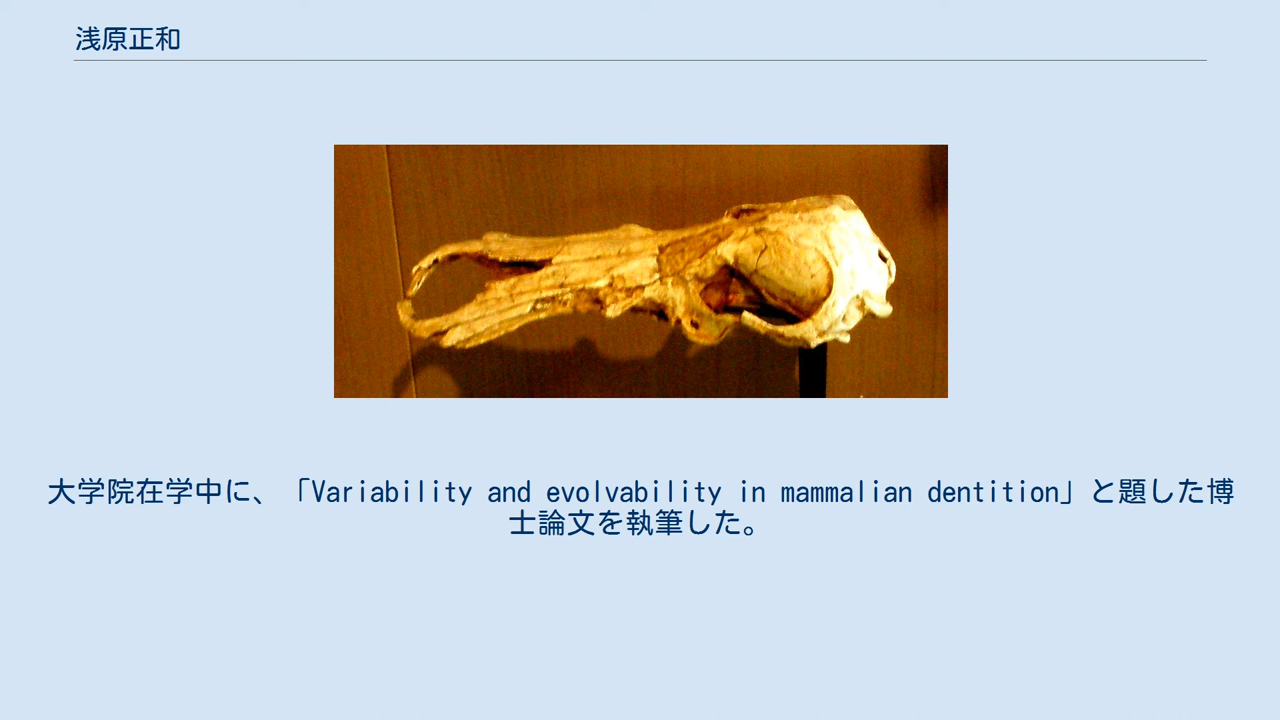 浅原正和
大学院在学中に、「Variability and evolvability in mammalian dentition」と題した博
士論文を執筆した。